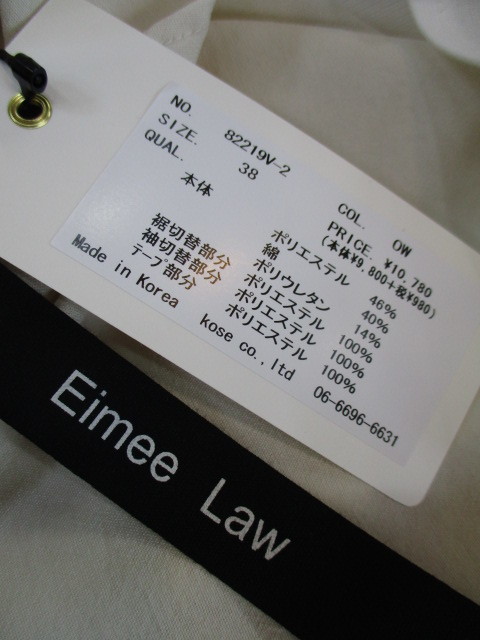 NO. 82219V-2 COL. OW
SIZE. 38 PRICE. ¥10,780
(本体¥9,800+税¥980)
QUAL.
本体 ポリエステル 46%
綿 40%
ポリウレタン 14%
裾切替部分 ポリエステル 100%
袖切替部分 ポリエステル 100%
テープ部分 ポリエステル 100%
Made in Korea kose co.,ltd 06-6696-6631
Eimee Law